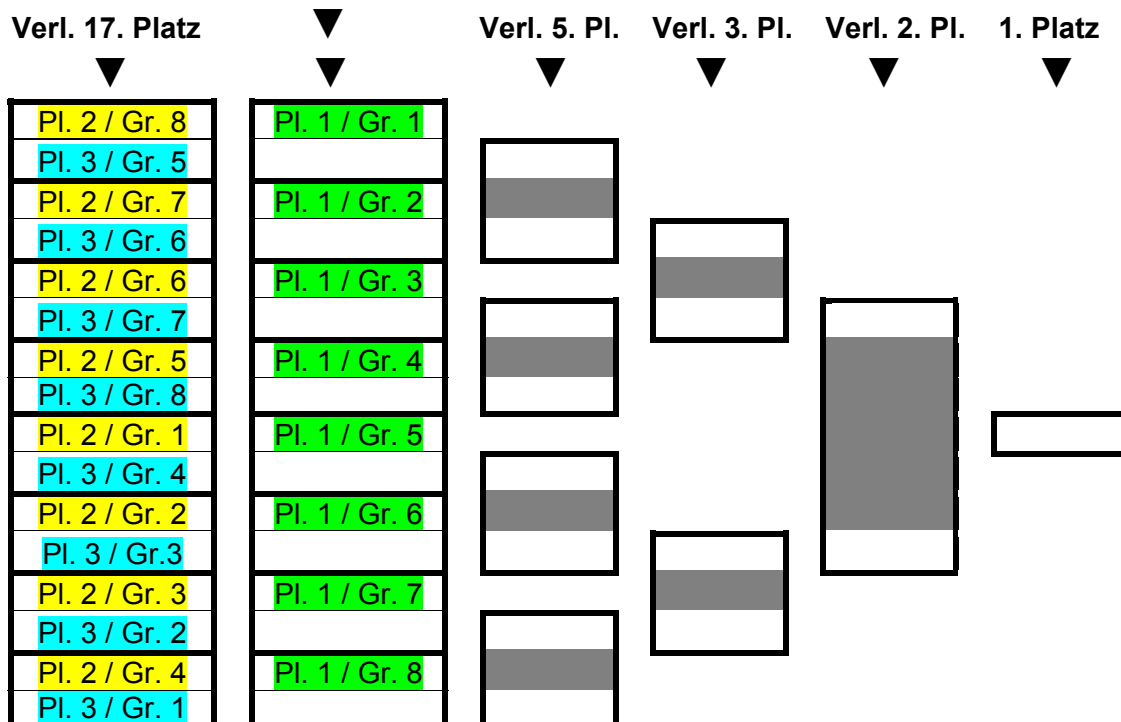 Verl. 17. Platz ▼ Verl. 5. Pl. Verl. 3. Pl. Verl. 2. Pl. 1. Platz
▼ ▼ ▼ ▼ ▼ ▼
Pl. 2 / Gr. 8 Pl. 1 / Gr. 1
Pl. 3 / Gr. 5
Pl. 2 / Gr. 7 Pl. 1 / Gr. 2
Pl. 3 / Gr. 6
Pl. 2 / Gr. 6 Pl. 1 / Gr. 3
Pl. 3 / Gr. 7
Pl. 2 / Gr. 5 Pl. 1 / Gr. 4
Pl. 3 / Gr. 8
Pl. 2 / Gr. 1 Pl. 1 / Gr. 5
Pl. 3 / Gr. 4
Pl. 2 / Gr. 2 Pl. 1 / Gr. 6
Pl. 3 / Gr.3
Pl. 2 / Gr. 3 Pl. 1 / Gr. 7
Pl. 3 / Gr. 2
Pl. 2 / Gr. 4 Pl. 1 / Gr. 8
Pl. 3 / Gr. 1